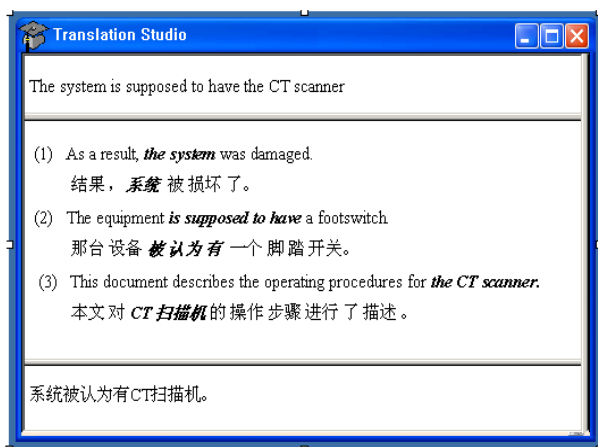 Translation Studio
The system is supposed to have the CT scanner
(1) As a result, the system was damaged.
结果，系统 被 损坏 了。
(2) The equipment is supposed to have a footswitch
那台 设备 被认为有 一个 脚踏 开关。
(3) This document describes the operating procedures for the CT scanner.
本文 对 CT 扫描机 的 操作 步骤 进行 了 描述 。
系统被认为有CT扫描机。